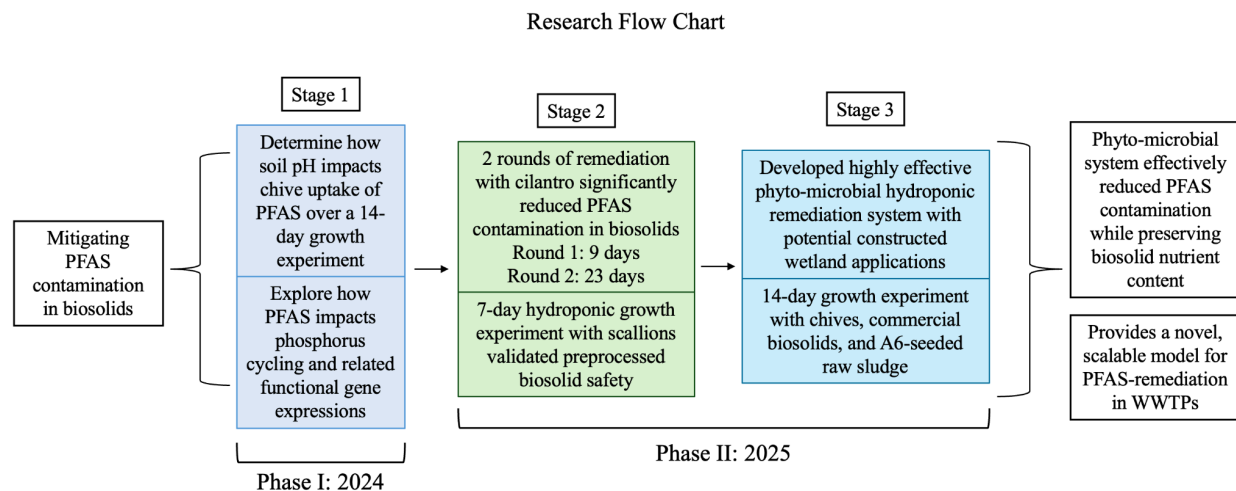 Research Flow Chart
Mitigating
PFAS
contamination
in biosolids
Stage 1
Determine how
soil pH impacts
chive uptake of
PFAS over a 14-
day growth
experiment
Explore how
PFAS impacts
phosphorus
cycling and related
functional gene
expressions
Phase I: 2024
Stage 2
2 rounds of remediation
with cilantro significantly
reduced PFAS
contamination in biosolids
Round 1: 9 days
Round 2: 23 days
7-day hydroponic growth
experiment with scallions
validated preprocessed
biosolid safety
Stage 3
Developed highly effective
phyto-microbial hydroponic
remediation system with
potential constructed
wetland applications
14-day growth experiment
with chives, commercial
biosolids, and A6-seeded
raw sludge
Phase II: 2025
Phyto-microbial
system effectively
reduced PFAS
contamination
while preserving
biosolid nutrient
content
Provides a novel,
scalable model for
PFAS-remediation
in WWTPs